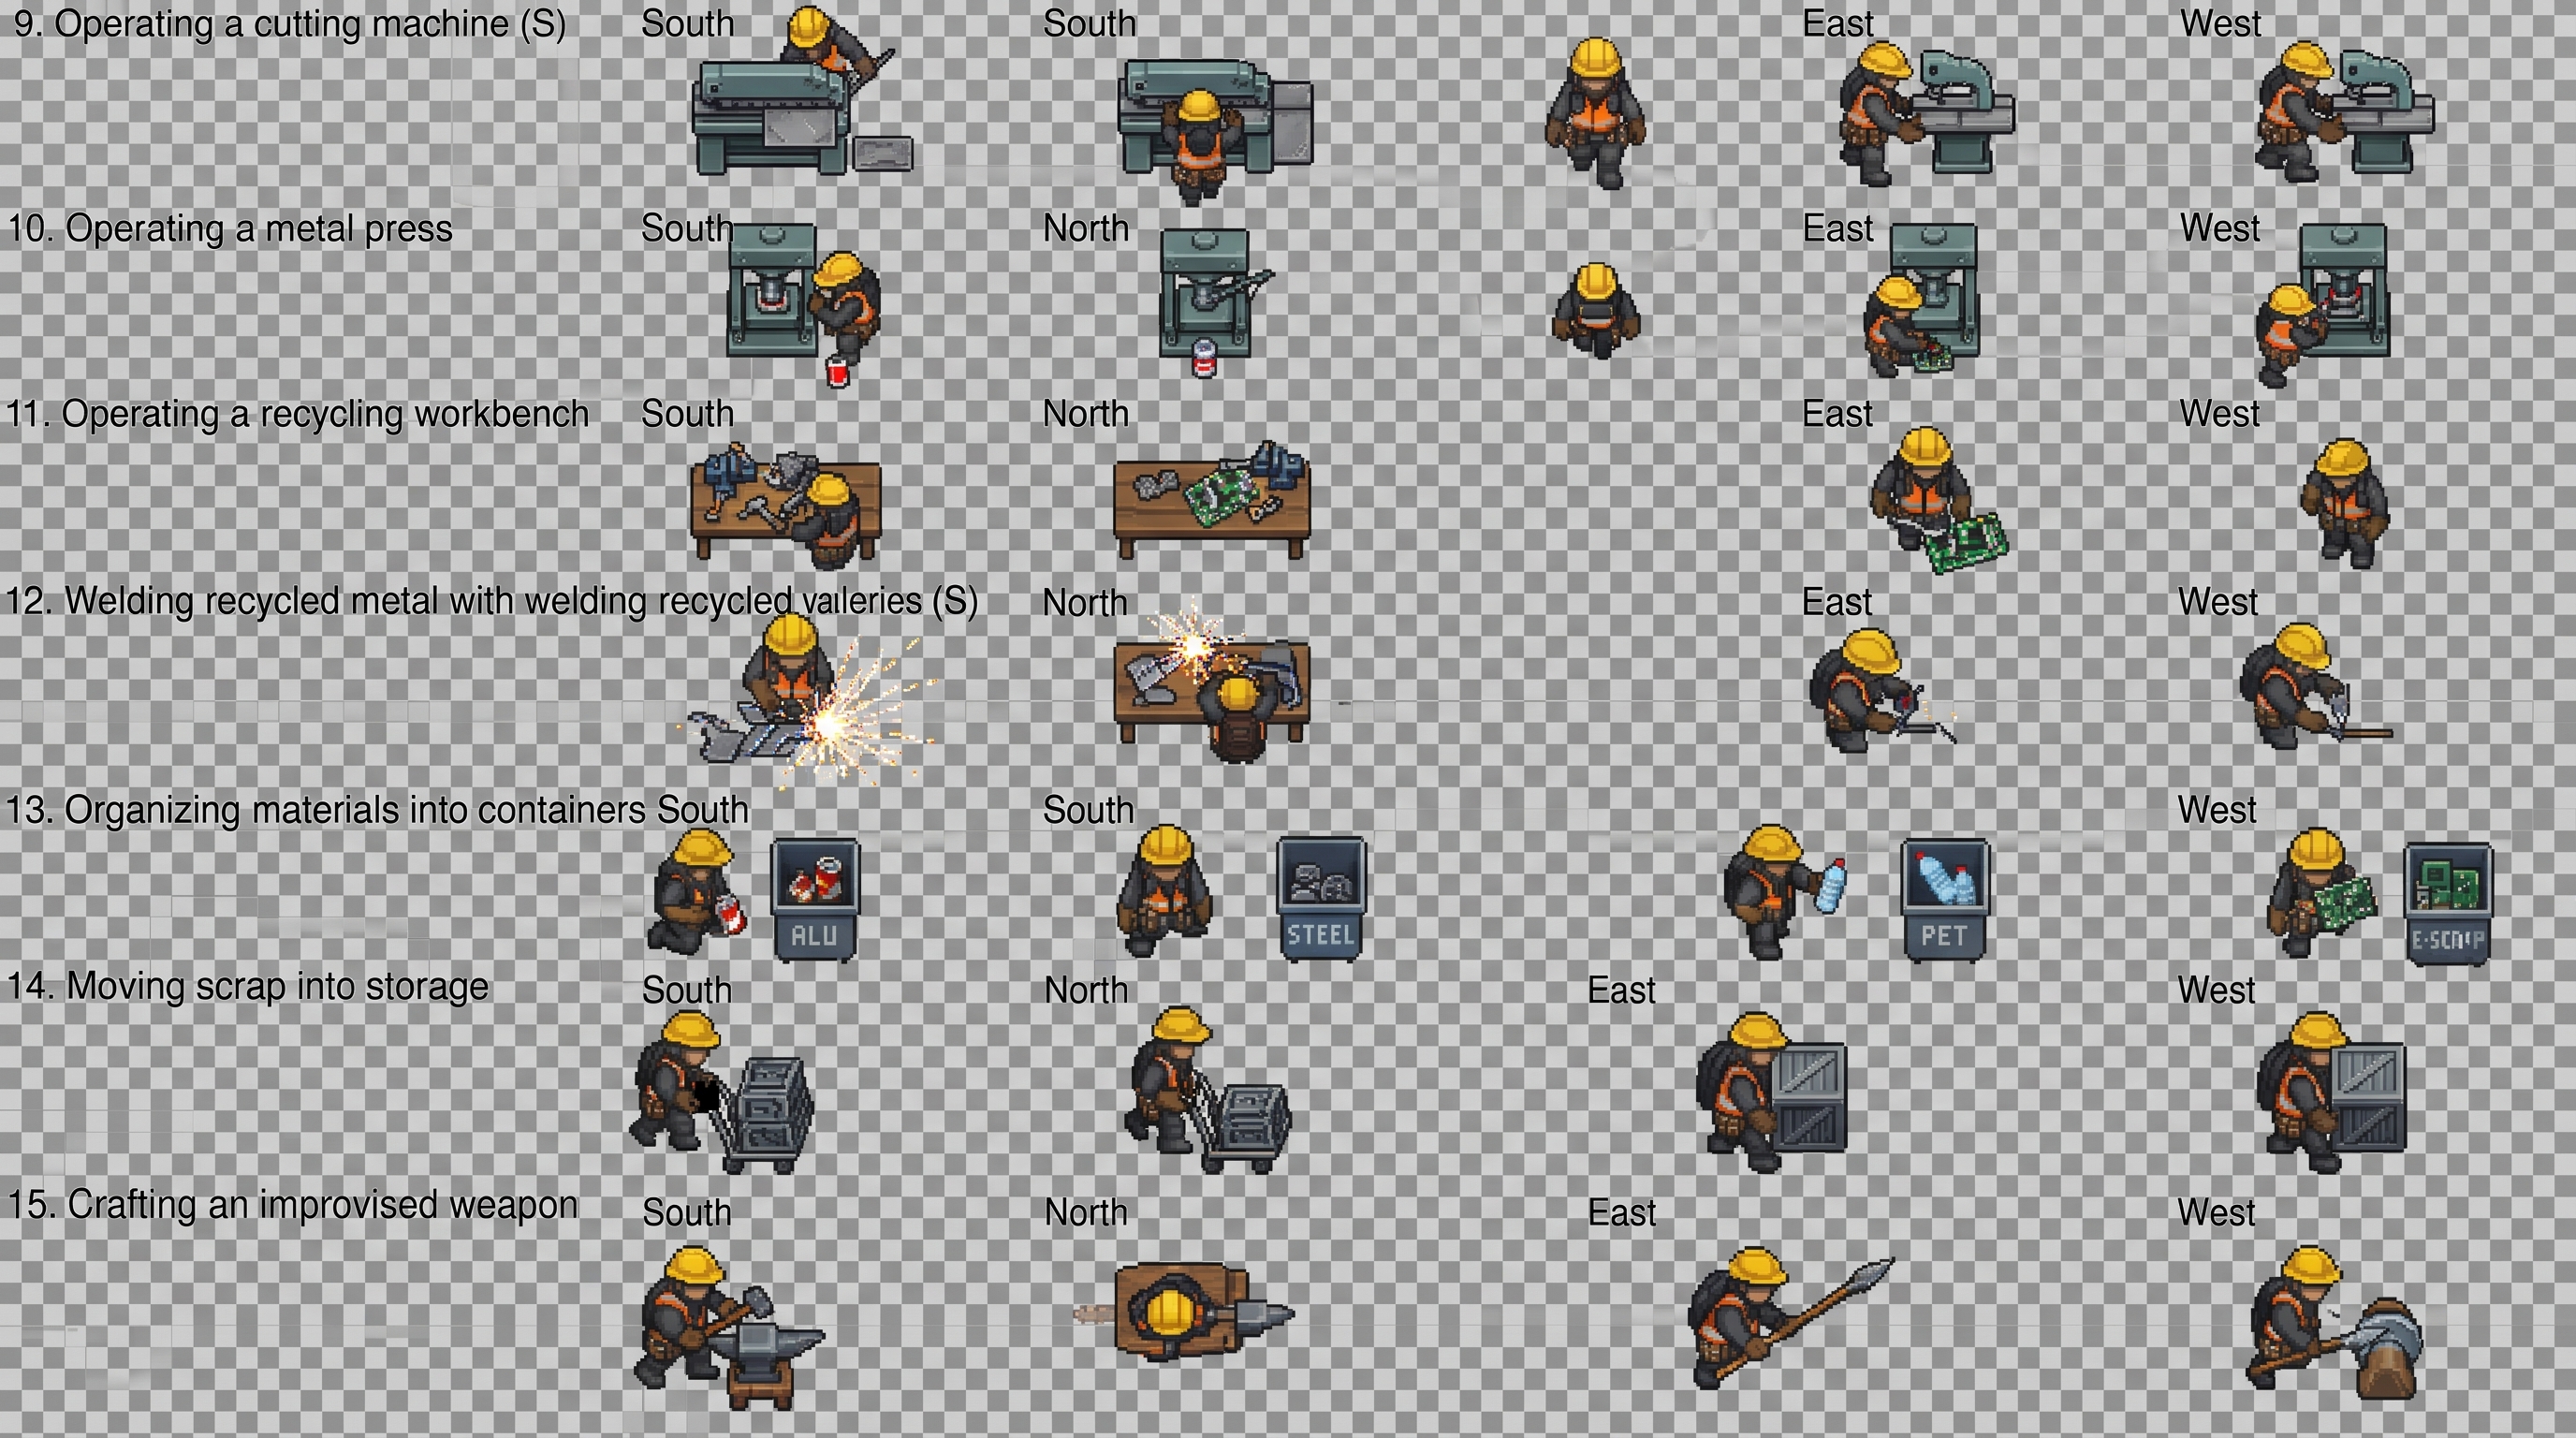 9. Operating a cutting machine (S) South South East West
10. Operating a metal press South North East West
11. Operating a recycling workbench South North East West
12. Welding recycled metal with welding recycled valeries (S) North East West
13. Organizing materials into containers South South West
ALU STEEL PET
14. Moving scrap into storage South North East West
15. Crafting an improvised weapon South North East West